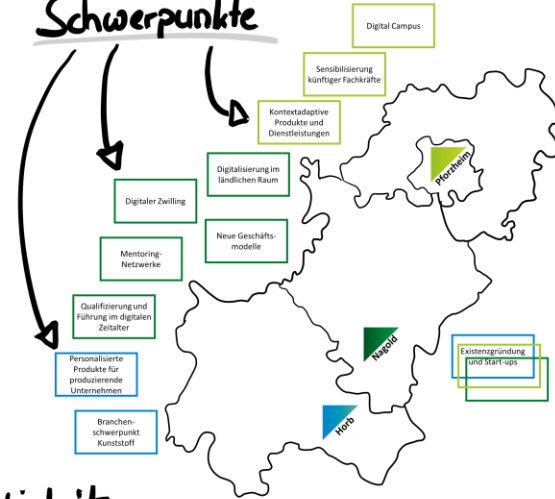 Schwerpunkte
Digital Campus
Sensibilisierung
künftiger Fachkräfte
Kontextadaptive
Produkte und
Dienstleistungen
Digitalisierung im
ländlichen Raum
Digitaler Zwilling
Neue Geschäfts-
modelle
Mentoring-
Netzwerke
Qualifizierung und
Führung im digitalen
Zeitalter
Personalisierte
Produkte für
produzierende
Unternehmen
Branchen-
schwerpunkt
Kunststoff
Pforzheim
Nagold
Horb
Existenzgründung
und Start-ups